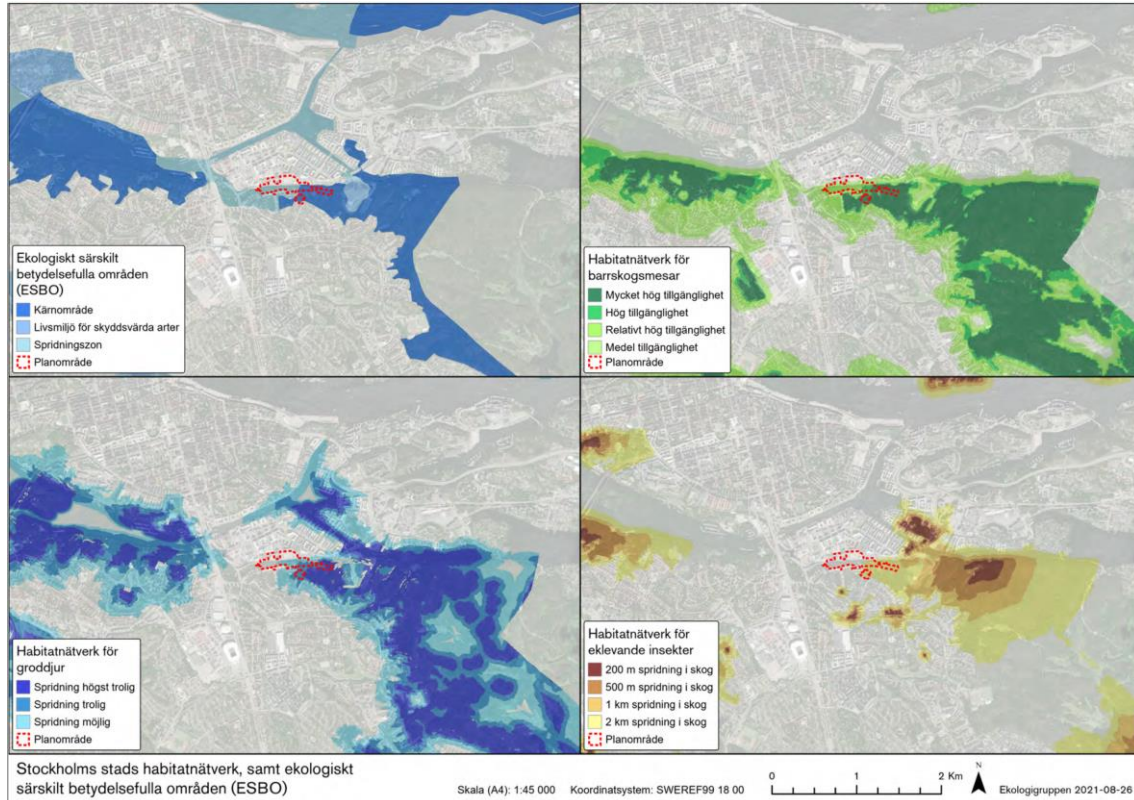 Ekologiskt särskilt
betydelsefulla områden
(ESBO)
Kärnområde
Livsmiljö för skyddsvärda arter
Spridningszon
Planområde
Habitatnätverk för
barrskogsmesar
Mycket hög tillgänglighet
Hög tillgänglighet
Relativt hög tillgänglighet
Medel tillgänglighet
Planområde
Habitatnätverk för
groddjur
Spridning högst trolig
Spridning trolig
Spridning möjlig
Planområde
Habitatnätverk för
eklevande insekter
200 m spridning i skog
500 m spridning i skog
1 km spridning i skog
2 km spridning i skog
Planområde
Stockholms stads habitatnätverk, samt ekologiskt
särskilt betydelsefulla områden (ESBO)
Skala (A4): 1:45 000 Koordinatsystem: SWEREF99 18 00
0 1 2 Km
N
Ekologigruppen 2021-08-26